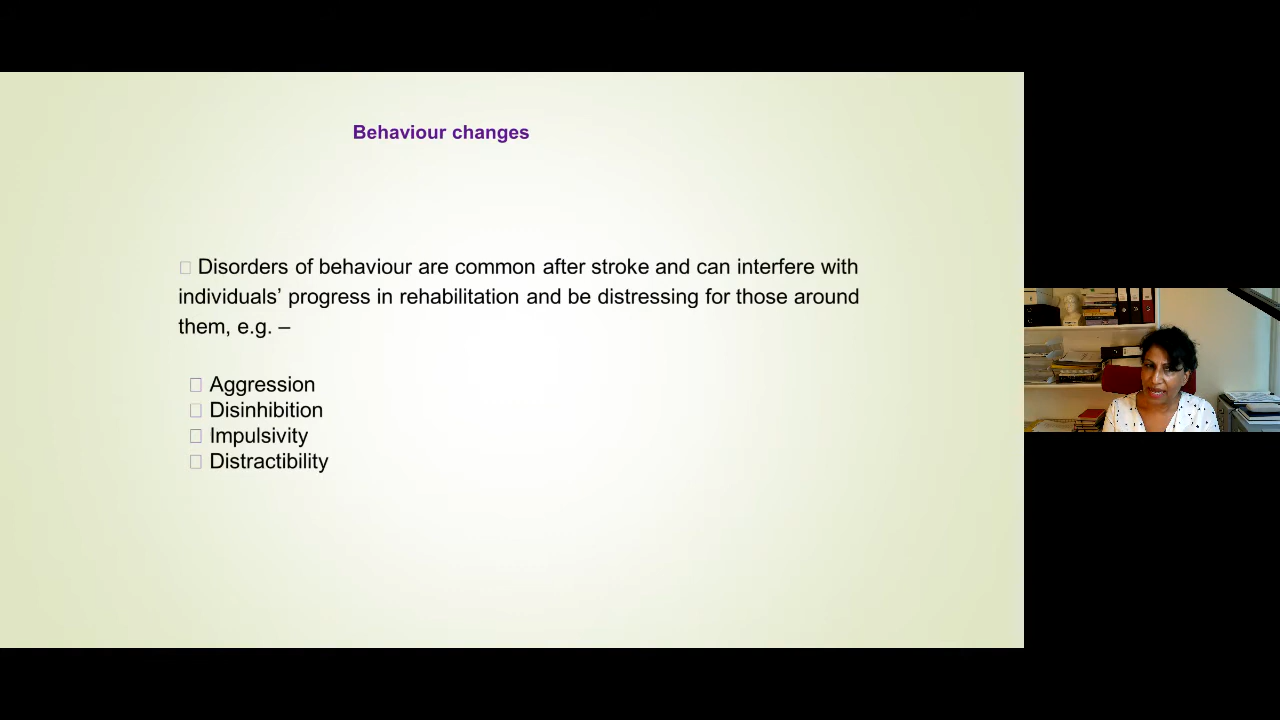 Behaviour changes
Disorders of behaviour are common after stroke and can interfere with
individuals’ progress in rehabilitation and be distressing for those around
them, e.g. –
Aggression
Disinhibition
Impulsivity
Distractibility